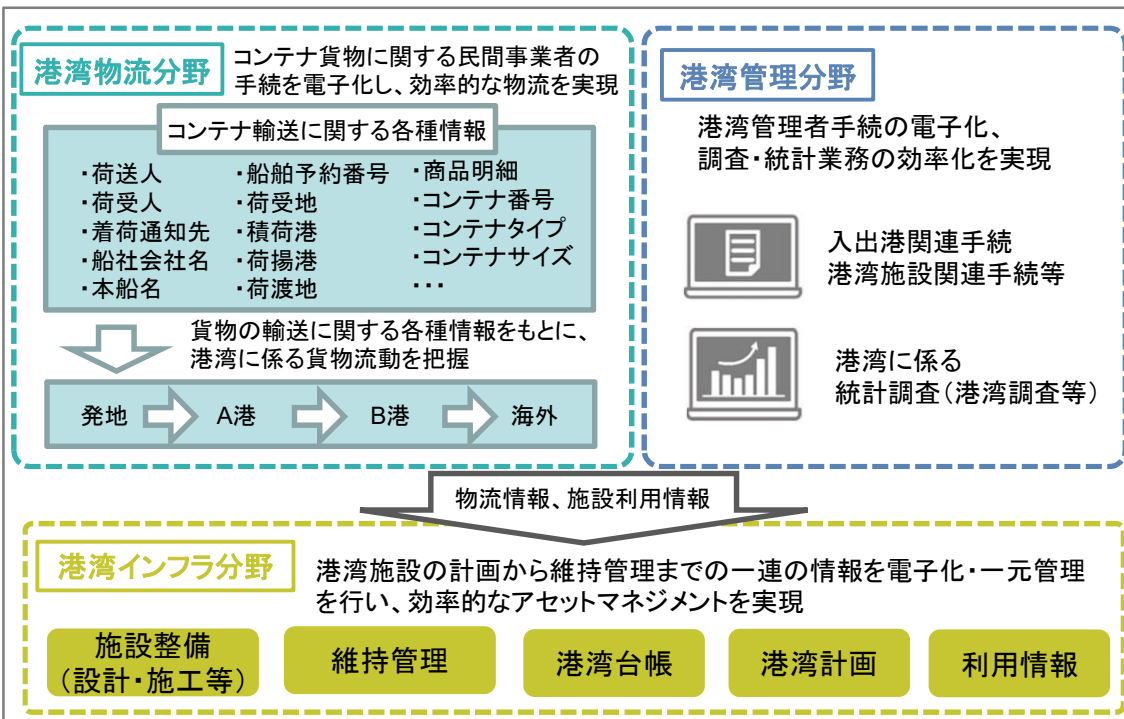 港湾物流分野
コンテナ貨物に関する民間事業者の
手続を電子化し、効率的な物流を実現
コンテナ輸送に関する各種情報
・荷送人
・荷受人
・着荷通知先
・船社会社名
・本船名
・船舶予約番号
・荷受地
・積荷港
・荷揚港
・荷渡地
・商品明細
・コンテナ番号
・コンテナタイプ
・コンテナサイズ
・・・
貨物の輸送に関する各種情報をもとに、
港湾に係る貨物流動を把握
発地
A港
B港
海外
港湾管理分野
港湾管理者手続の電子化、
調査・統計業務の効率化を実現
入出港関連手続
港湾施設関連手続等
港湾に係る
統計調査（港湾調査等）
物流情報、施設利用情報
港湾インフラ分野
港湾施設の計画から維持管理までの一連の情報を電子化・一元管理
を行い、効率的なアセットマネジメントを実現
施設整備
（設計・施工等）
維持管理
港湾台帳
港湾計画
利用情報